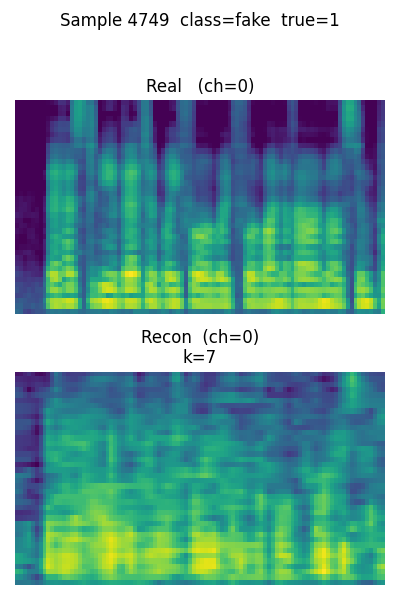 Sample 4749  class=fake  true=1
Real   (ch=0)
Recon  (ch=0)
k=7